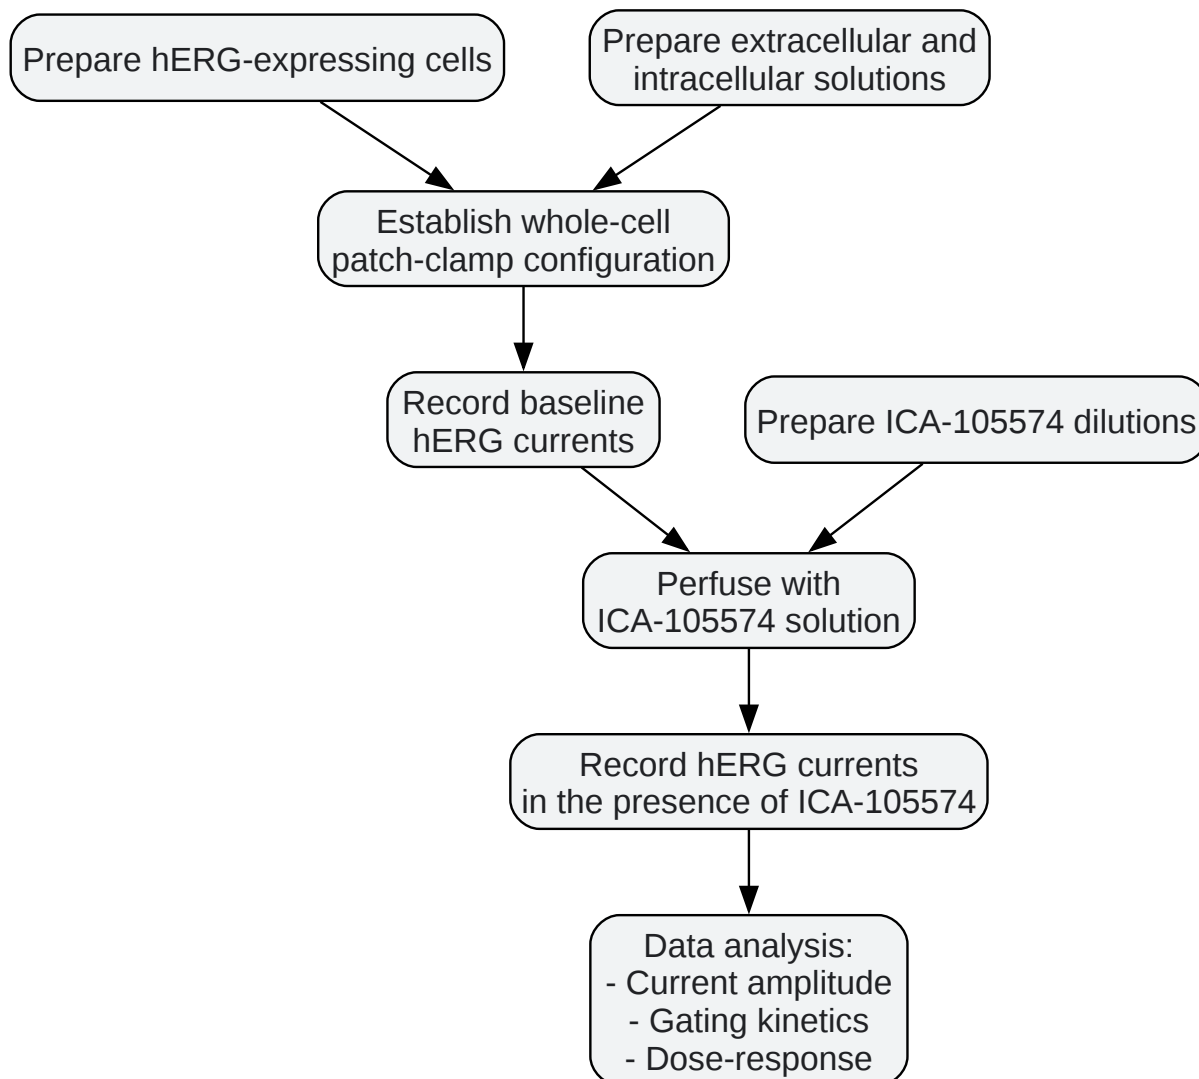 Prepare hERG-expressing cells
Prepare extracellular and
intracellular solutions
Establish whole-cell
patch-clamp configuration
Record baseline
hERG currents
Prepare ICA-105574 dilutions
Perfuse with
ICA-105574 solution
Record hERG currents
in the presence of ICA-105574
Data analysis:
- Current amplitude
- Gating kinetics
- Dose-response